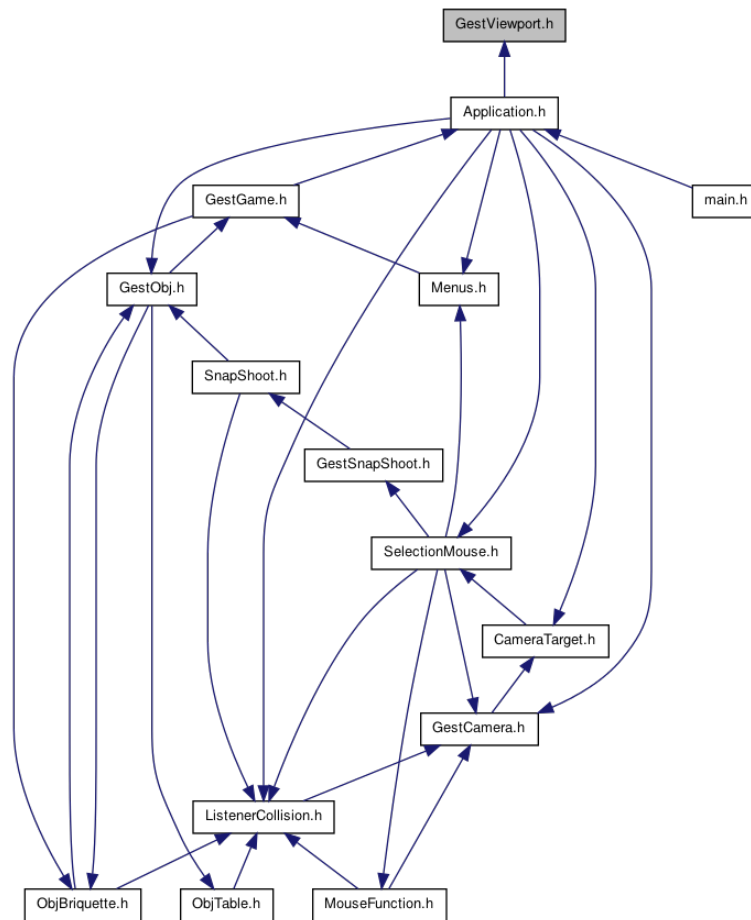 GestViewport.h
Application.h
GestGame.h
main.h
GestObj.h
Menus.h
SnapShoot.h
GestSnapShoot.h
SelectionMouse.h
CameraTarget.h
GestCamera.h
ListenerCollision.h
ObjBriquette.h
ObjTable.h
MouseFunction.h